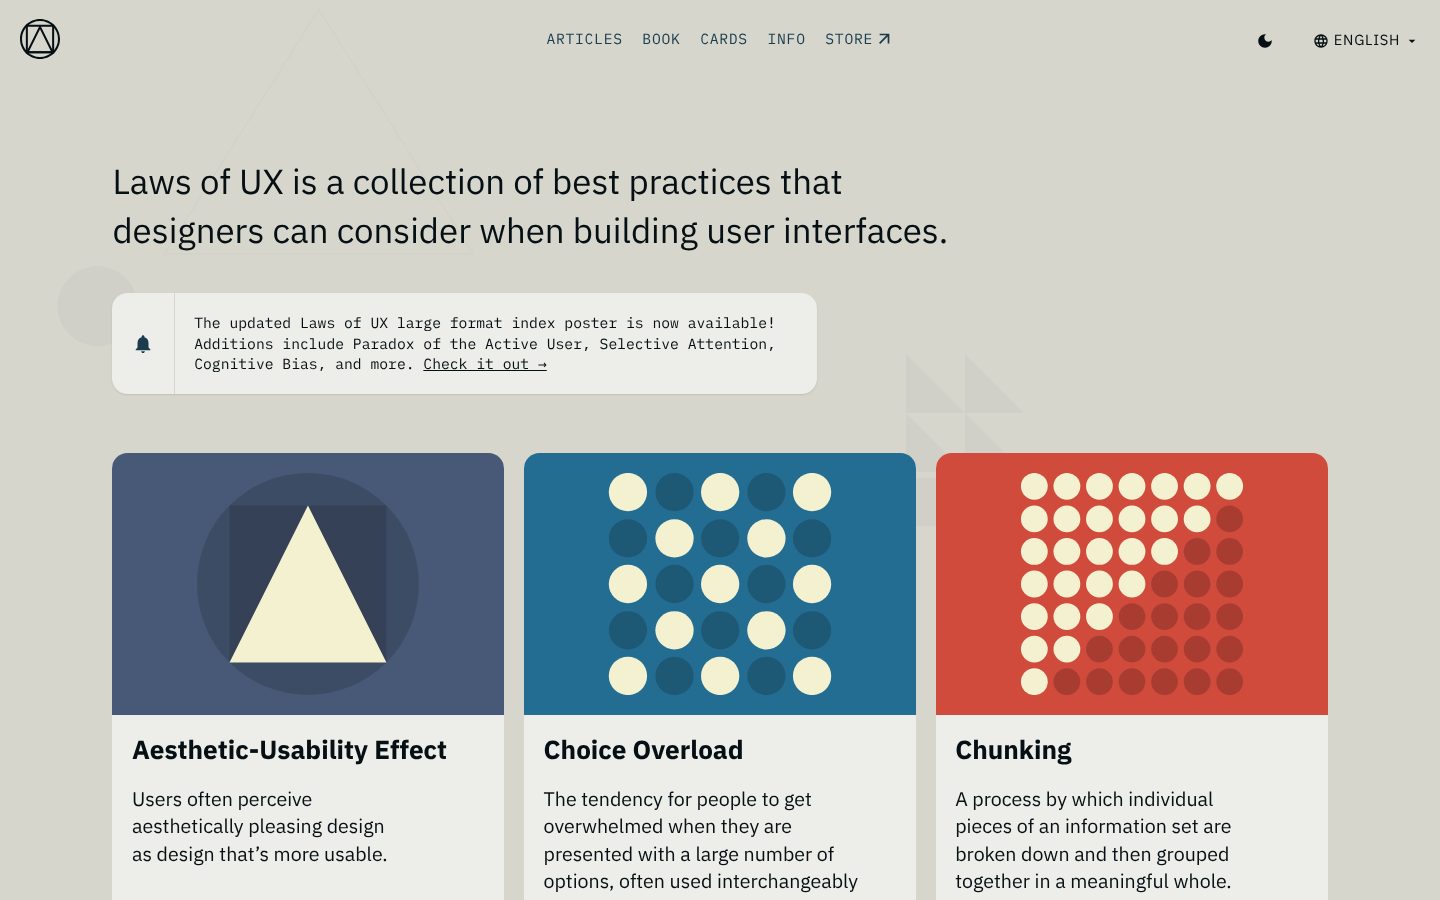 ARTICLES BOOK CARDS INFO STORE ENGLISH
Laws of UX is a collection of best practices that
designers can consider when building user interfaces.
The updated Laws of UX large format index poster is now available!
Additions include Paradox of the Active User, Selective Attention,
Cognitive Bias, and more. Check it out →
Aesthetic-Usability Effect
Users often perceive
aesthetically pleasing design
as design that’s more usable.
Choice Overload
The tendency for people to get
overwhelmed when they are
presented with a large number of
options, often used interchangeably
Chunking
A process by which individual
pieces of an information set are
broken down and then grouped
together in a meaningful whole.